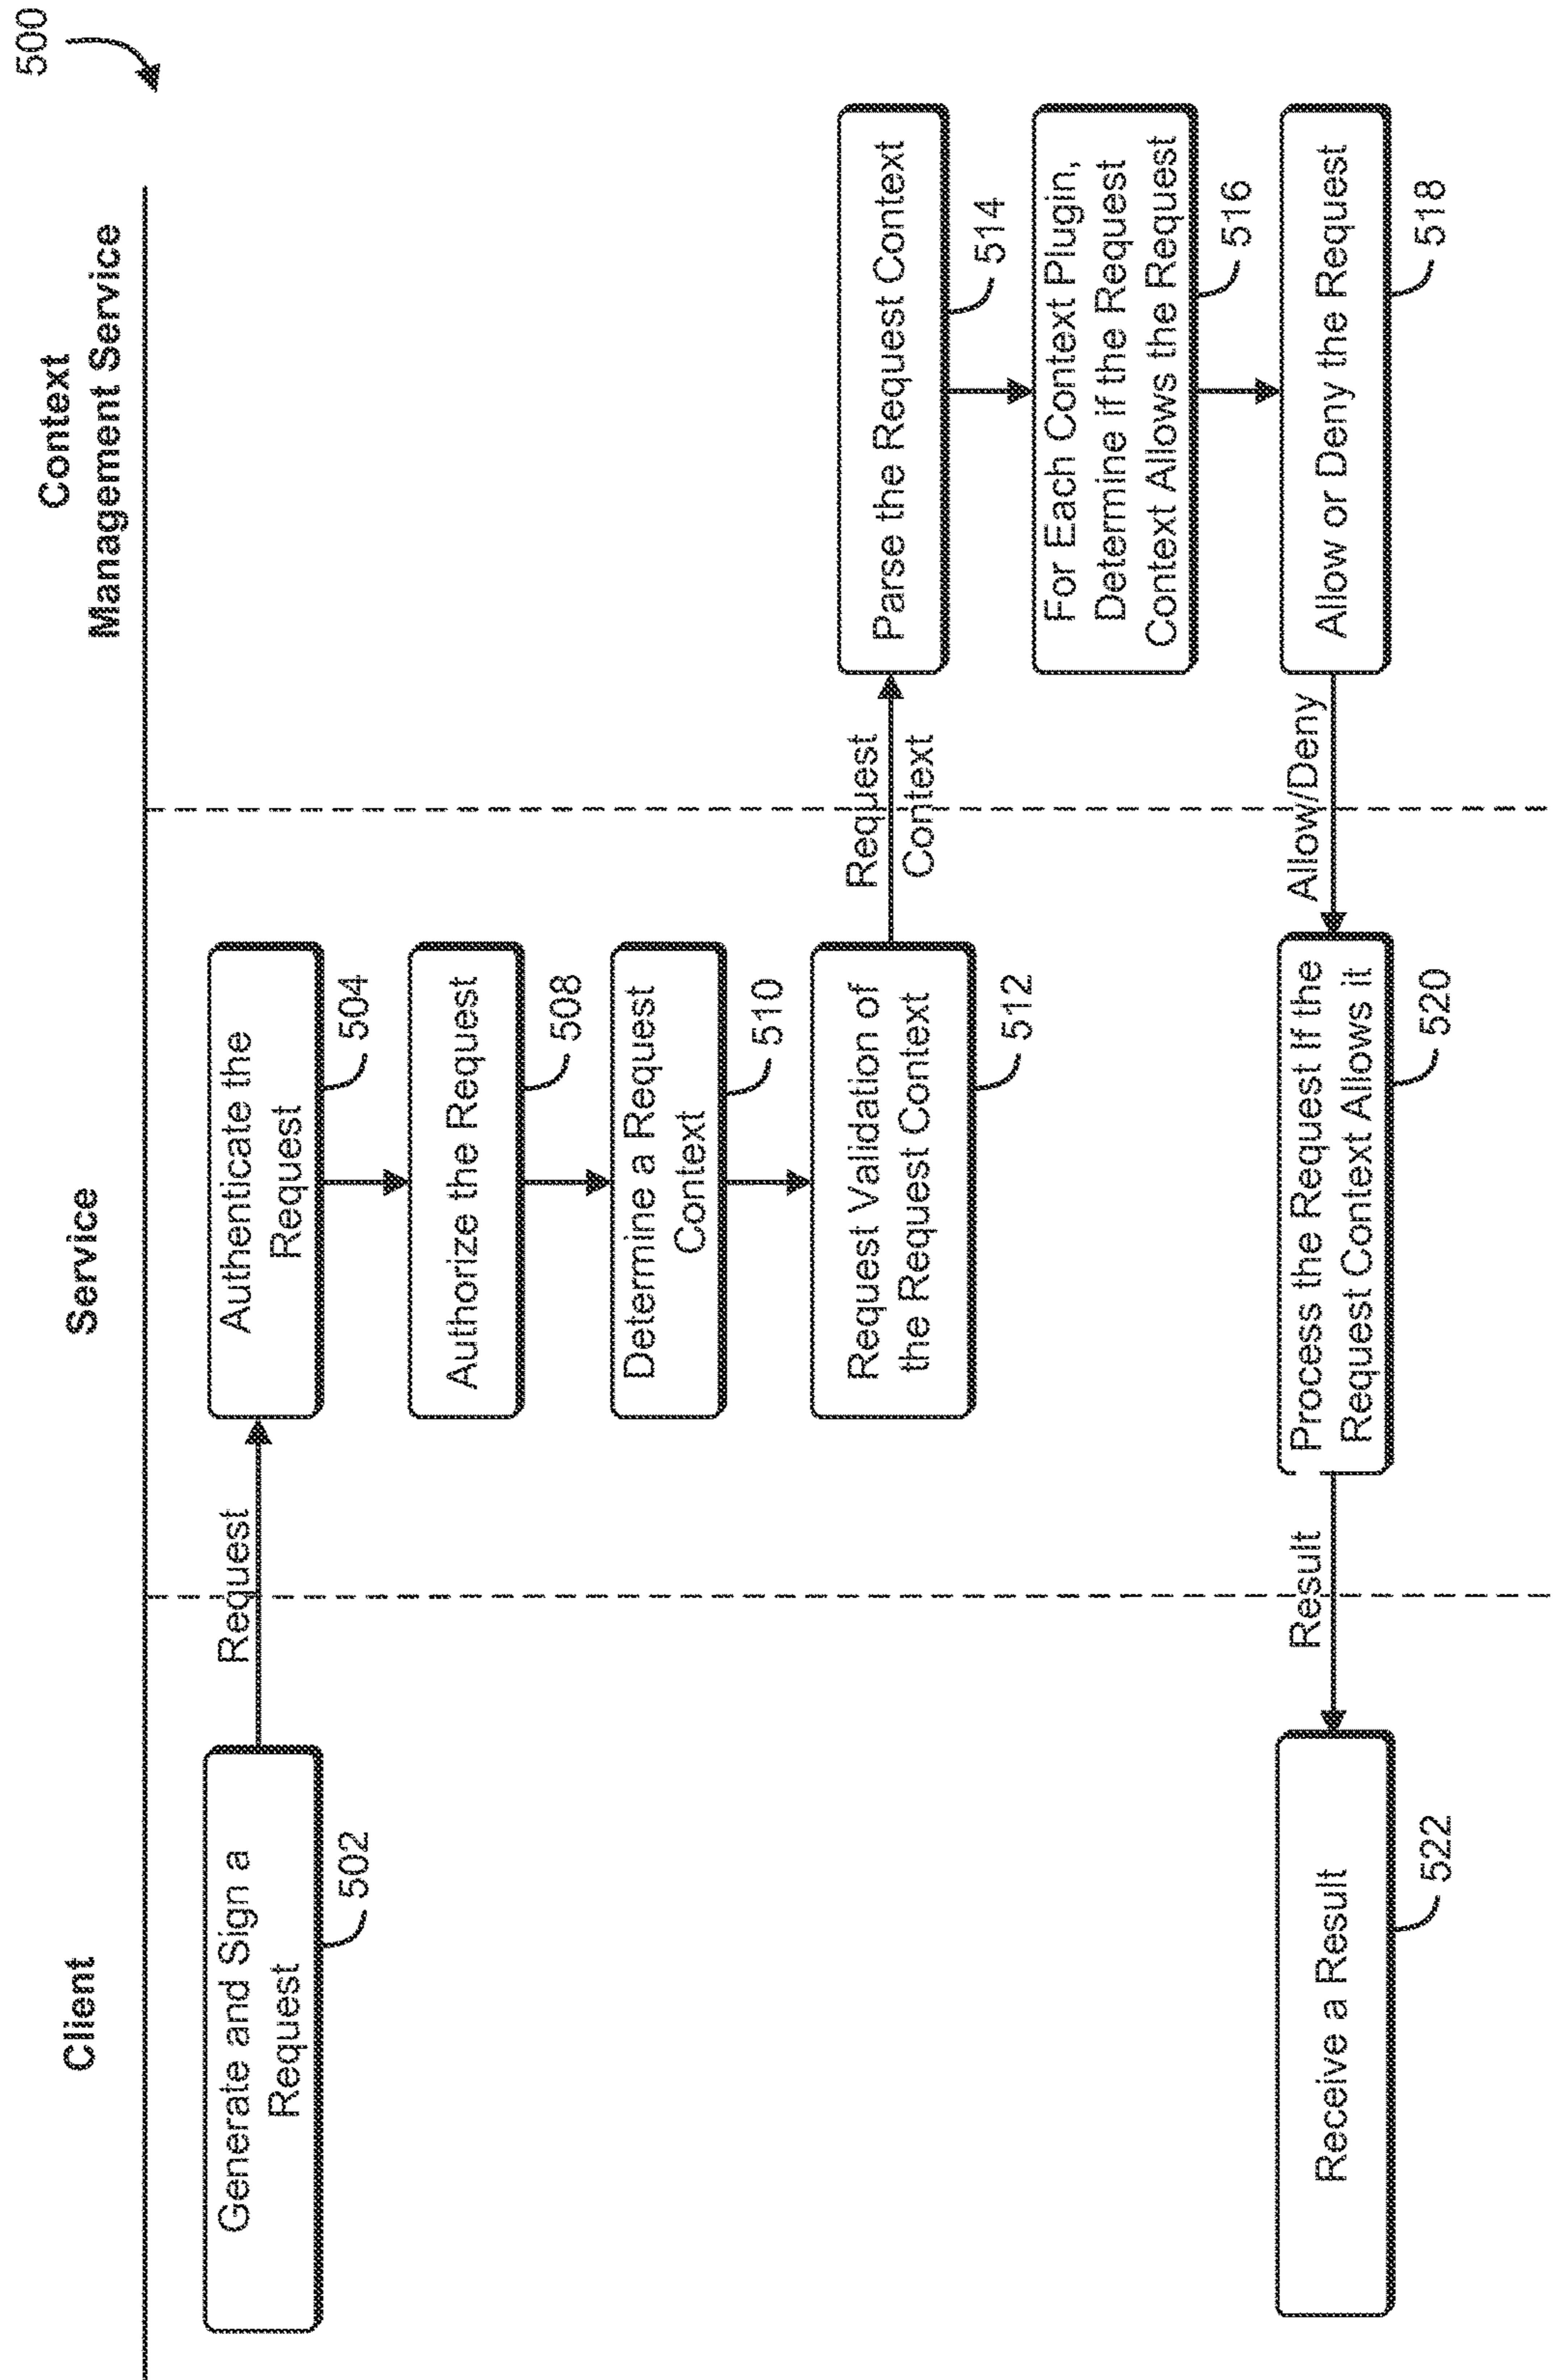 500
Client
Service
Context
Management Service
Generate and Sign a
Request
502
Request
Authenticate the
Request
504
Authorize the Request
508
Determine a Request
Context
510
Request Validation of
the Request Context
512
Request
Context
Parse the Request Context
514
For Each Context Plugin,
Determine if the Request
Context Allows the Request
516
Allow or Deny the Request
518
Allow/Deny
Process the Request If the
Request Context Allows it
520
Result
Receive a Result
522